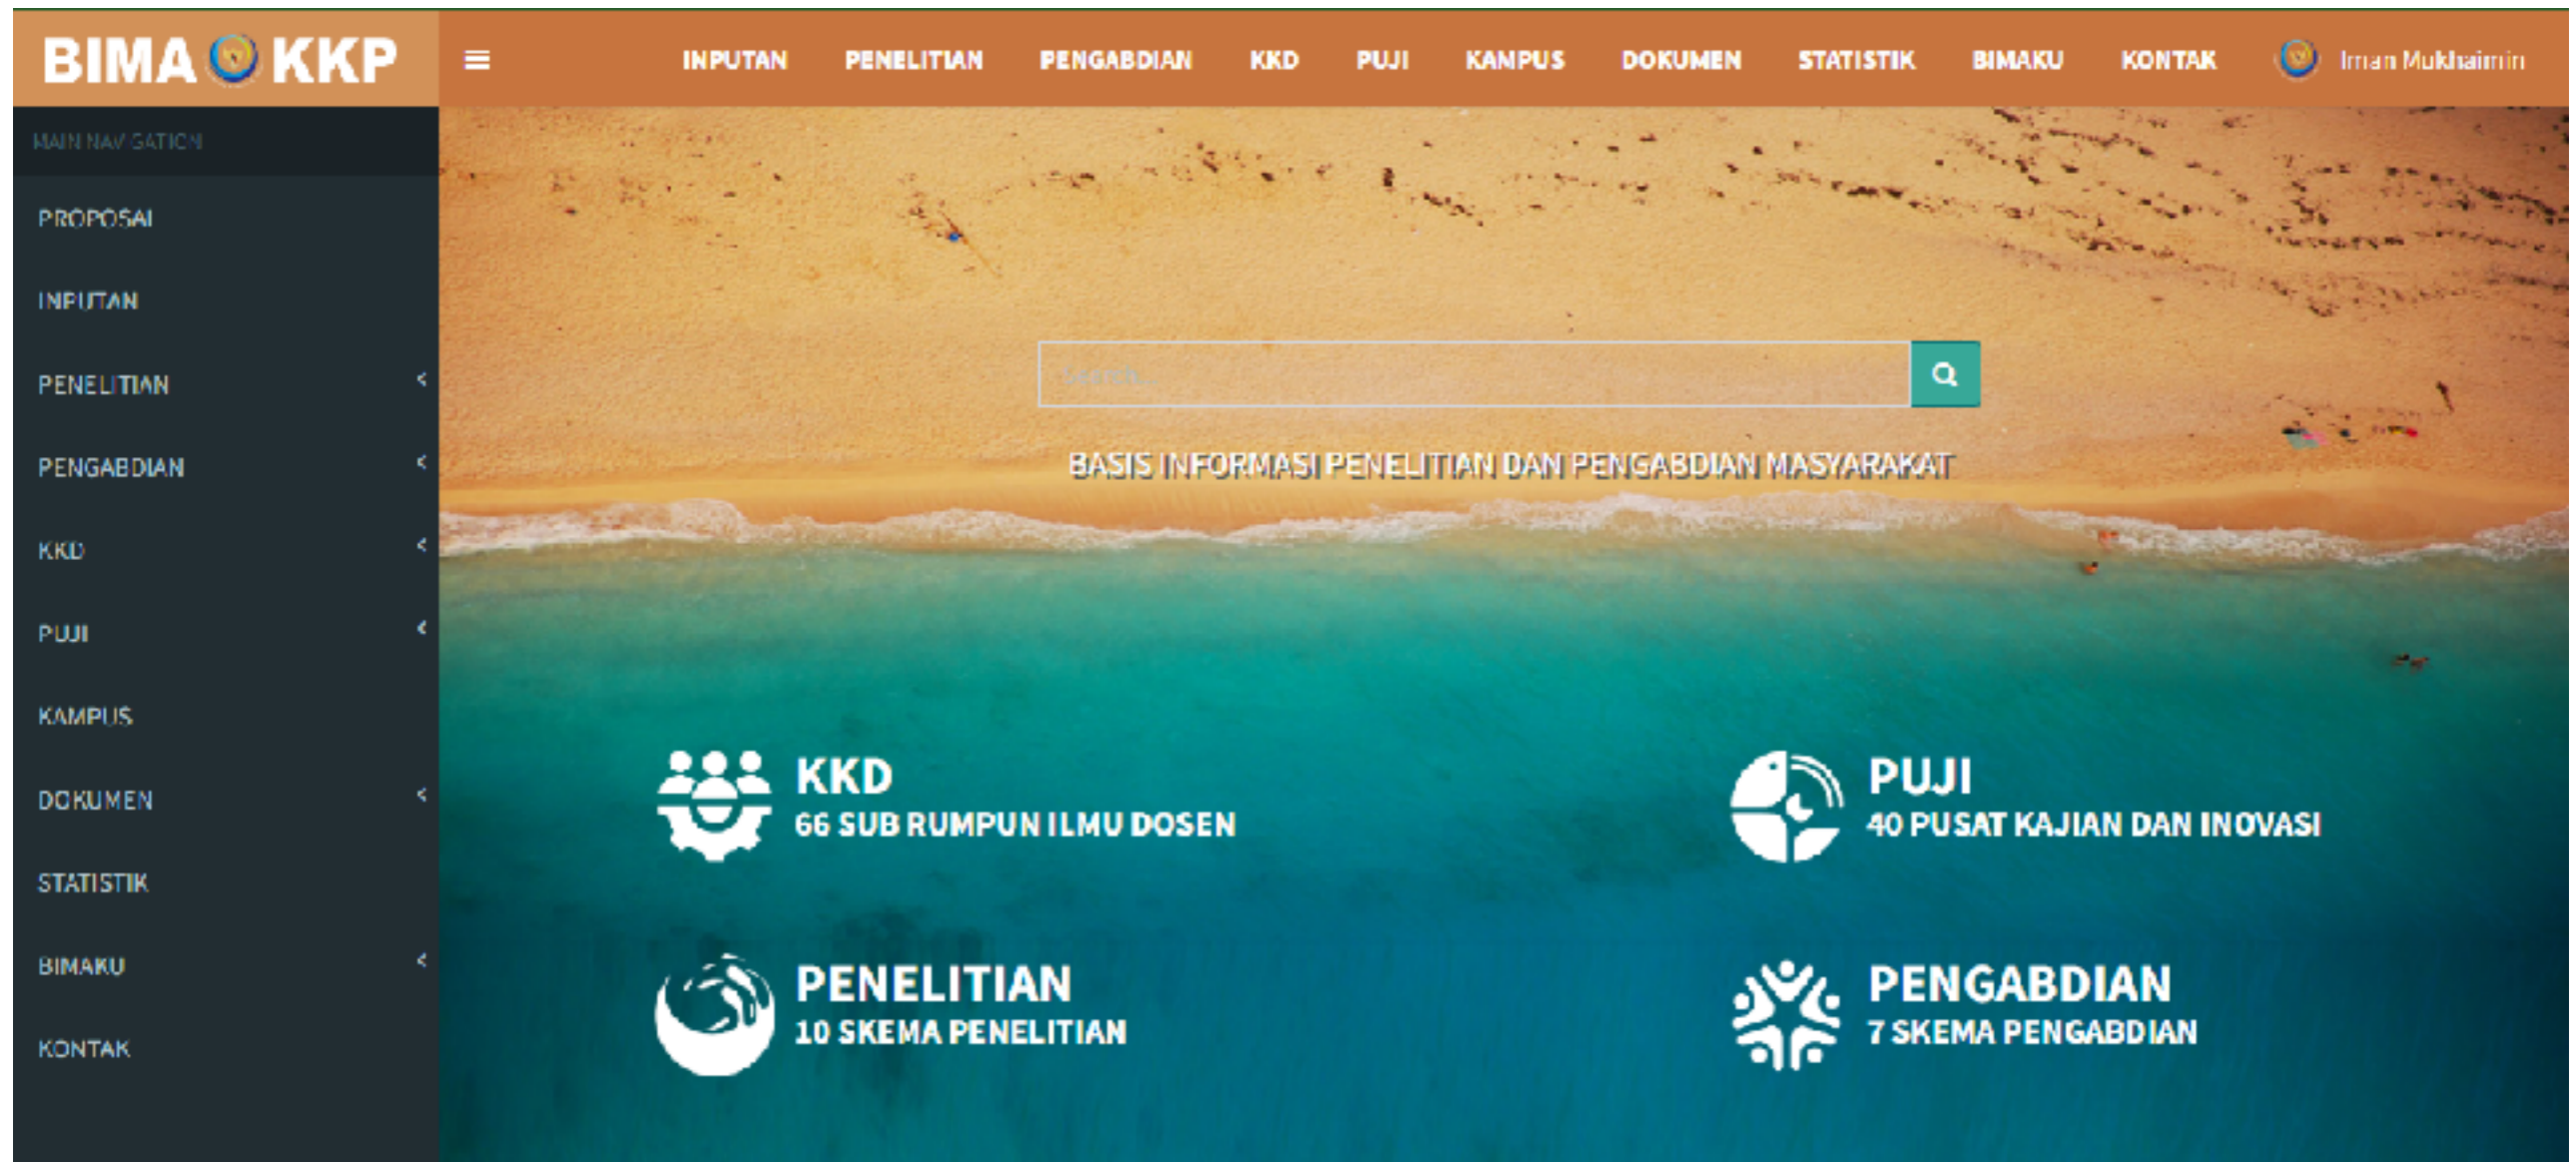 BIMA KKP
INPUTAN PENELITIAN PENGABDIAN KKD PUJI KAMPUS DOKUMEN STATISTIK BIMAKU KONTAK Iman Mukhaimin
MAIN NAVIGATION
PROPOSAL
INPUTAN
PENELITIAN
PENGABDIAN
KKD
PUJI
KAMPUS
DOKUMEN
STATISTIK
BIMAKU
KONTAK
Search...
BASIS INFORMASI PENELITIAN DAN PENGABDIAN MASYARAKAT
KKD
66 SUB RUMPUN ILMU DOSEN
PUJI
40 PUSAT KAJIAN DAN INOVASI
PENELITIAN
10 SKEMA PENELITIAN
PENGABDIAN
7 SKEMA PENGABDIAN